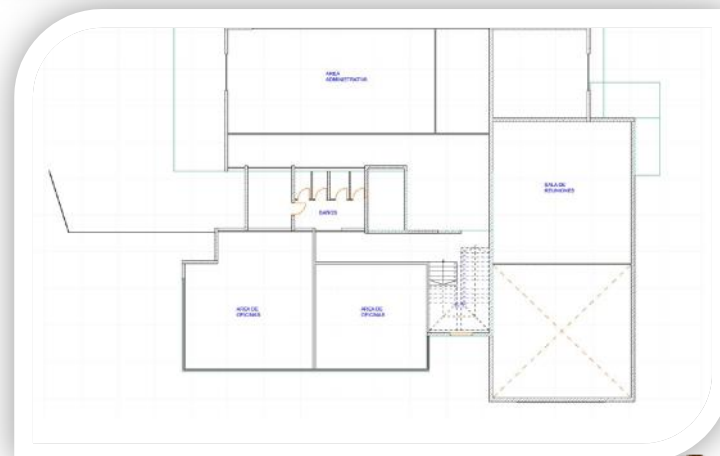 AREA
ADMINISTRATIVA
SALA DE
REUNIONES
BAÑOS
AREA DE
OFICINAS
AREA DE
OFICINAS